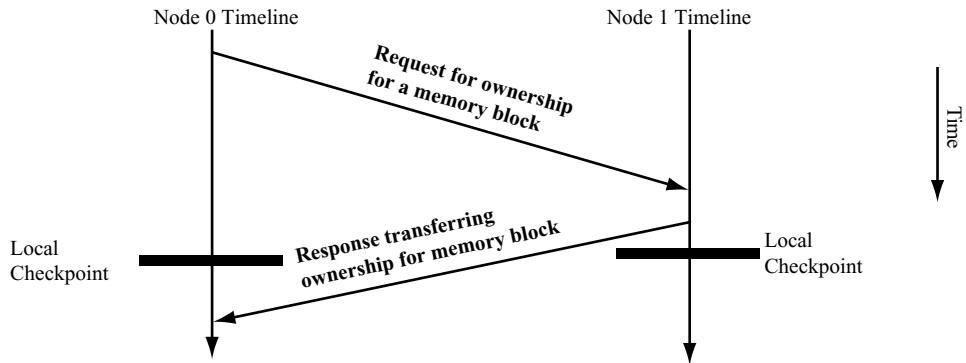 Node 0 Timeline
Node 1 Timeline
Request for ownership
for a memory block
Time
Response transferring
ownership for memory block
Local
Checkpoint
Local
Checkpoint